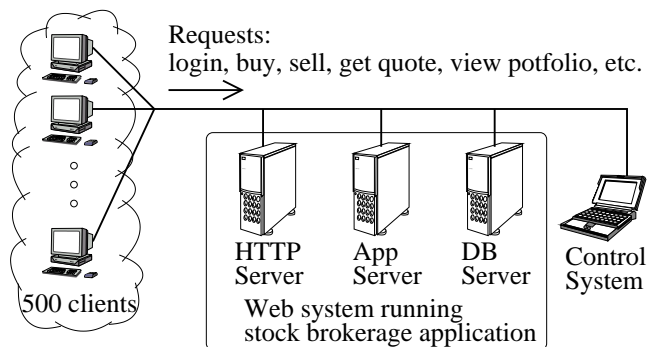 Requests:
login, buy, sell, get quote, view potfolio, etc.
HTTP
Server
App
Server
DB
Server
Control
System
500 clients
Web system running
stock brokerage application